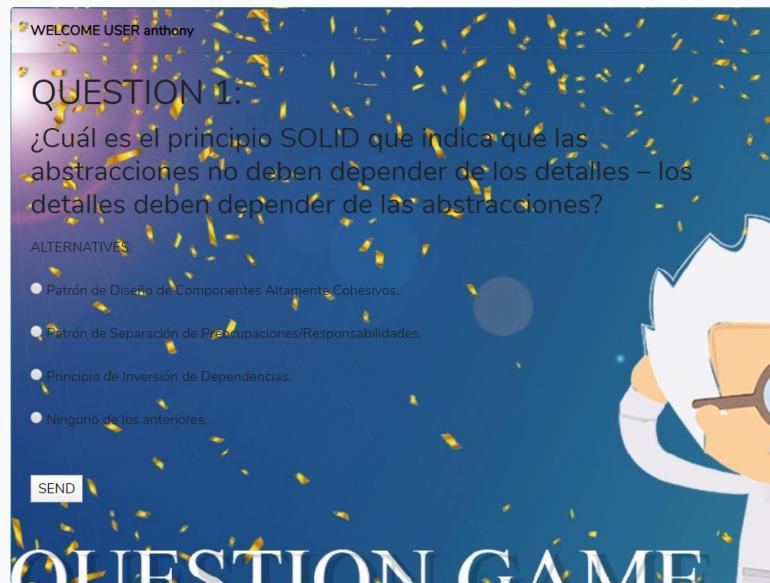 WELCOME USER anthony
QUESTION 1:
¿Cuál es el principio SOLID que indica que las
abstracciones no deben depender de los detalles – los
detalles deben depender de las abstracciones?
ALTERNATIVES:
Patrón de Diseño de Componentes Altamente Cohesivos.
Patrón de Separación de Preocupaciones/Responsabilidades.
Principio de Inversión de Dependencias.
Ninguno de los anteriores.
SEND
QUESTION GAME